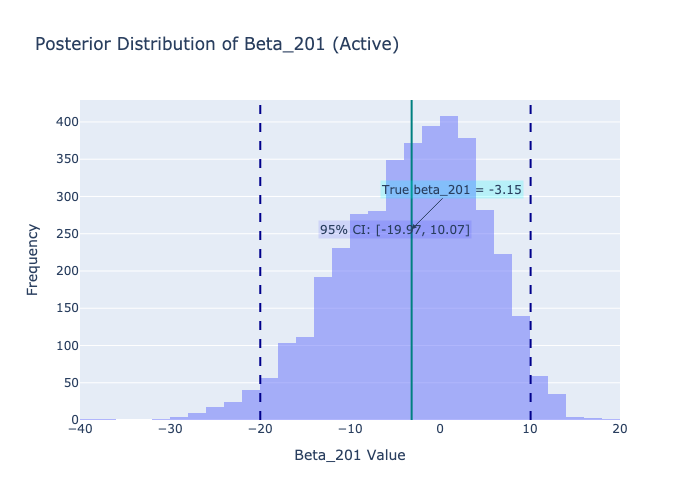 Posterior Distribution of Beta_201 (Active)
400
350
True beta_201 = -3.15
300
95% CI: [-19.97, 10.07]
250
200
150
100
50
0
−40 −30 −20 −10 0 10 20
Frequency
Beta_201 Value